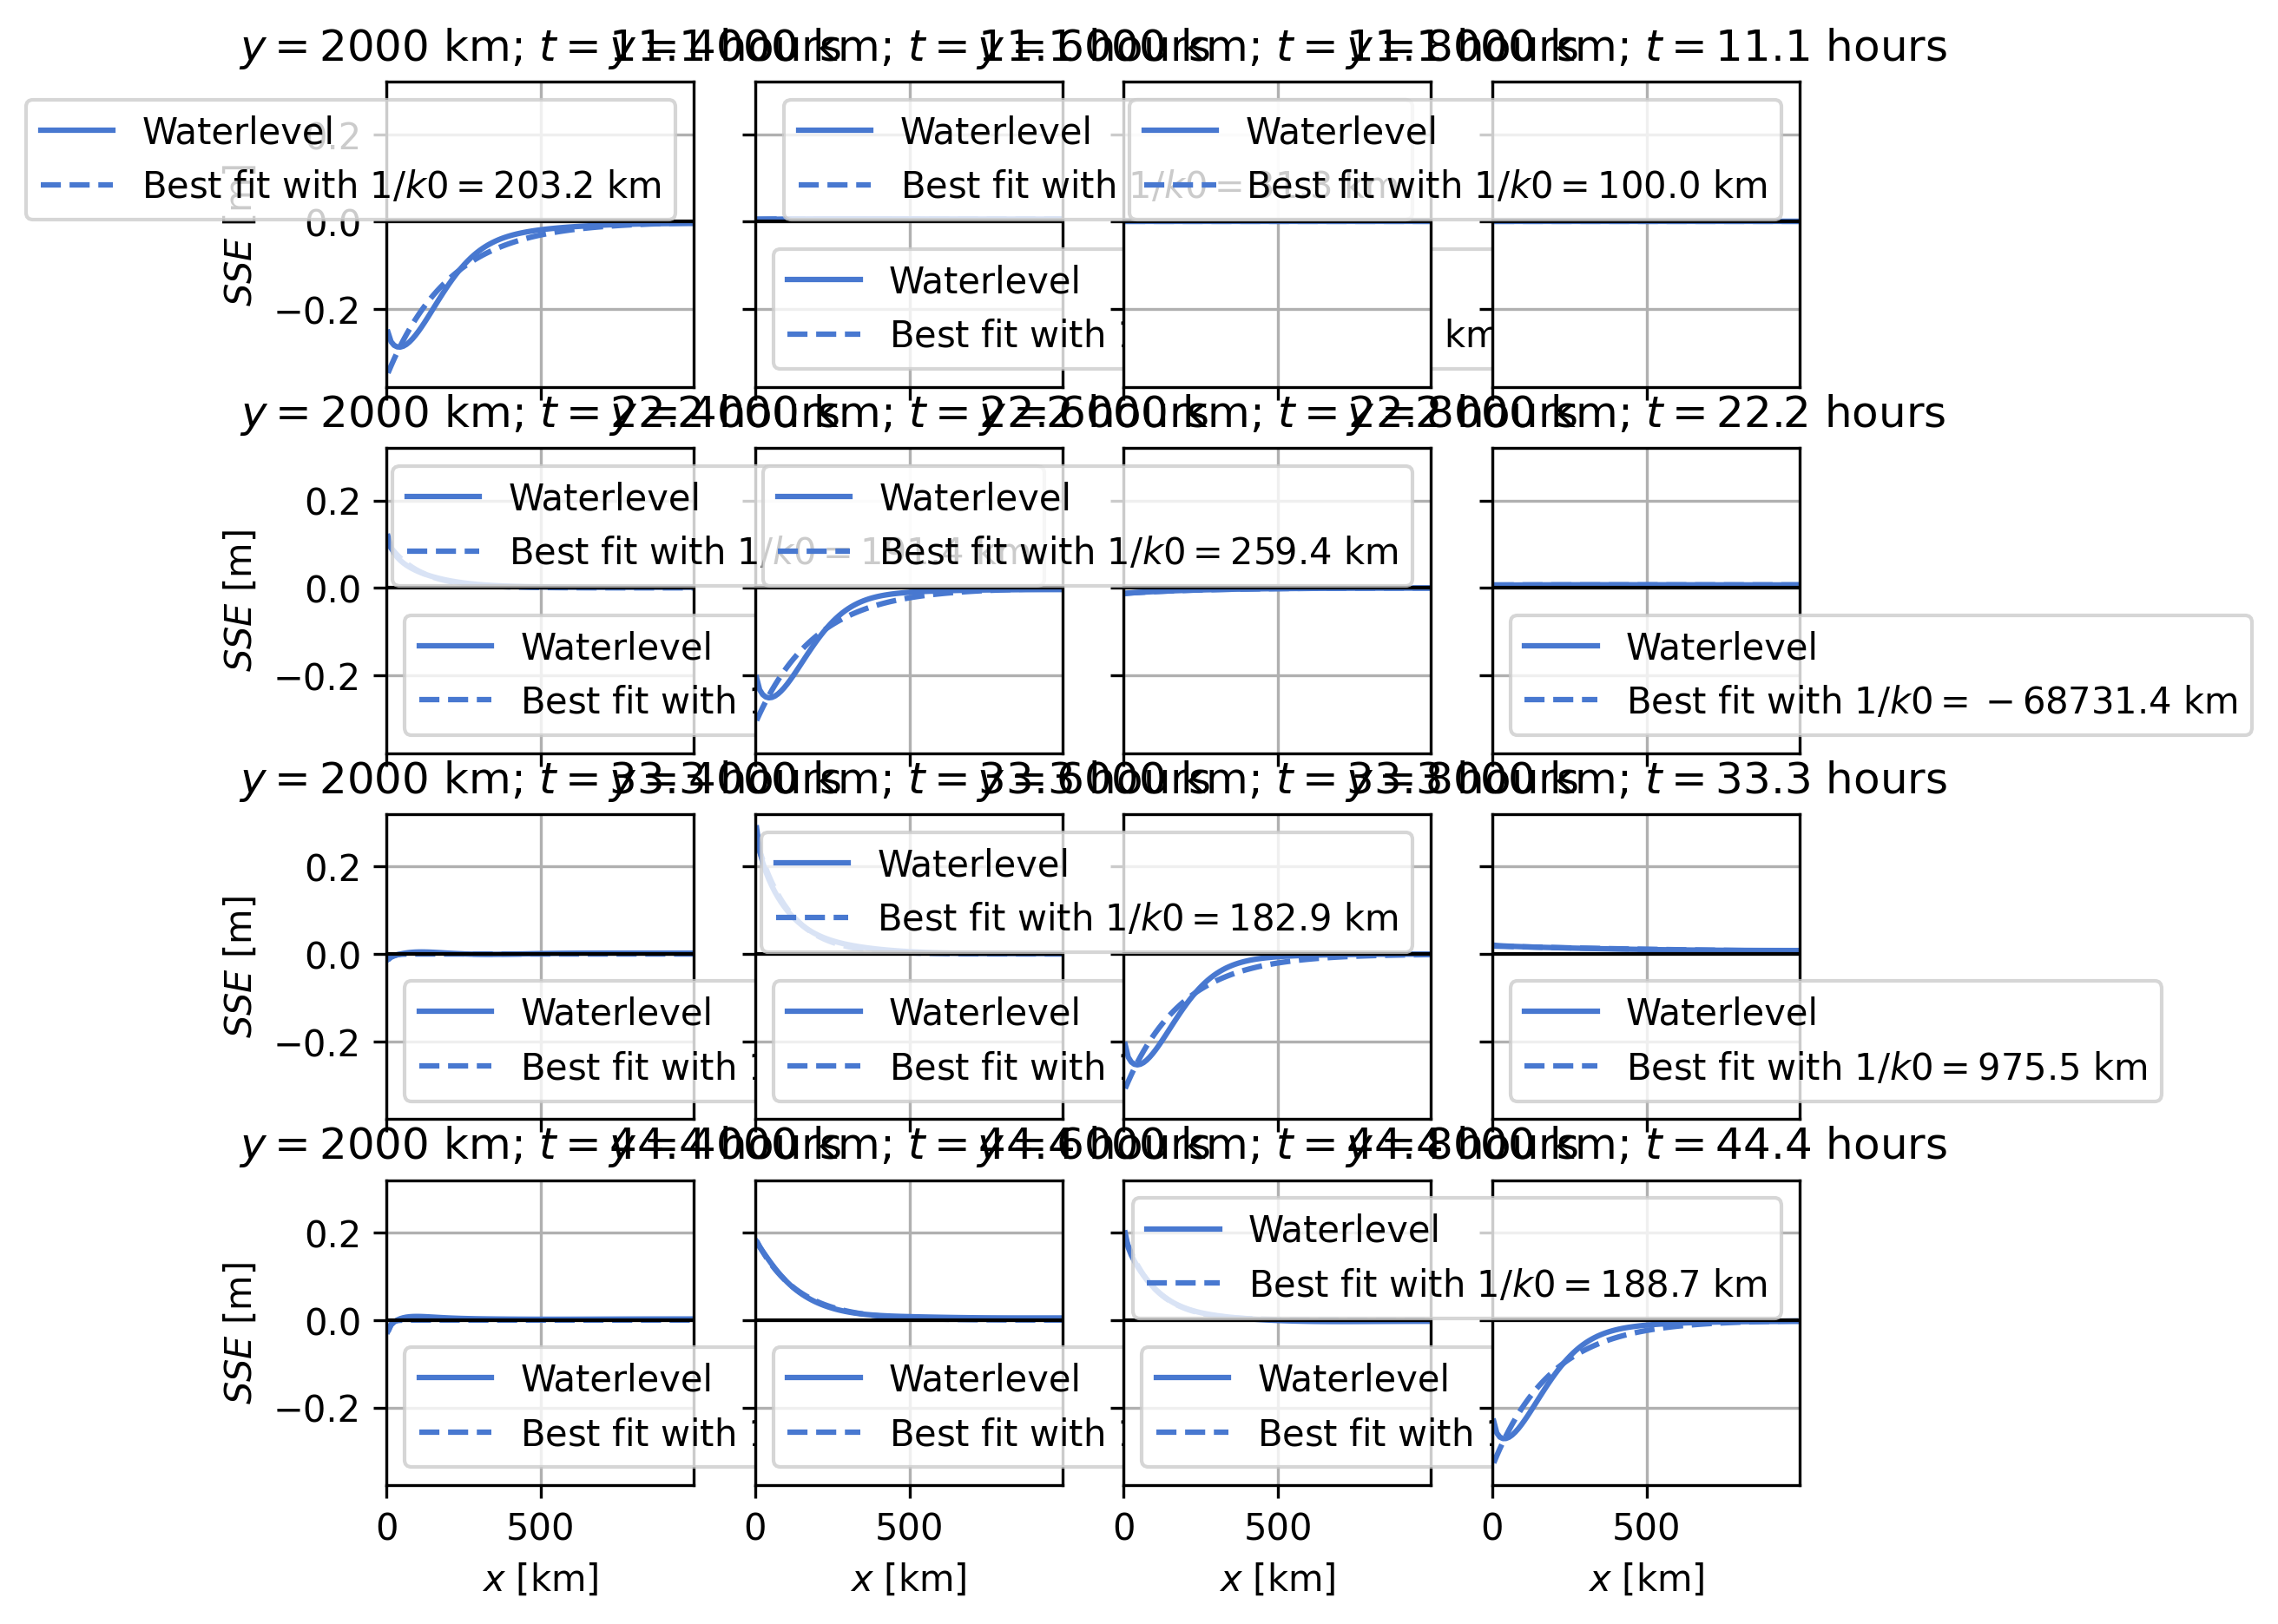 y = 2000 km; t = 11.1 hours
y = 4000 km; t = 11.1 hours
y = 6000 km; t = 11.1 hours
y = 8000 km; t = 11.1 hours
Waterlevel
Best fit with 1/k0 = 203.2 km
Waterlevel
Best fit with 1/k0 =
Waterlevel
Best fit with 1/k0 = 100.0 km
Waterlevel
Best fit with
km
SSE [m]
0.2
0.0
−0.2
y = 2000 km; t = 22.2 hours
y = 4000 km; t = 22.2 hours
y = 6000 km; t = 22.2 hours
y = 8000 km; t = 22.2 hours
Waterlevel
Best fit with 1/k0 = 191.4 km
Waterlevel
Best fit with 1/k0 = 259.4 km
Waterlevel
Best fit with
Waterlevel
Best fit with 1/k0 = −68731.4 km
SSE [m]
0.2
0.0
−0.2
y = 2000 km; t = 33.3 hours
y = 4000 km; t = 33.3 hours
y = 6000 km; t = 33.3 hours
y = 8000 km; t = 33.3 hours
Waterlevel
Best fit with 1/k0 = 182.9 km
Waterlevel
Best fit with
Waterlevel
Best fit with
Waterlevel
Best fit with 1/k0 = 975.5 km
SSE [m]
0.2
0.0
−0.2
y = 2000 km; t = 44.4 hours
y = 4000 km; t = 44.4 hours
y = 6000 km; t = 44.4 hours
y = 8000 km; t = 44.4 hours
Waterlevel
Best fit with 1/k0 = 188.7 km
Waterlevel
Best fit with
Waterlevel
Best fit with
Waterlevel
Best fit with
SSE [m]
0.2
0.0
−0.2
0 500
0 500
0 500
0 500
x [km]
x [km]
x [km]
x [km]